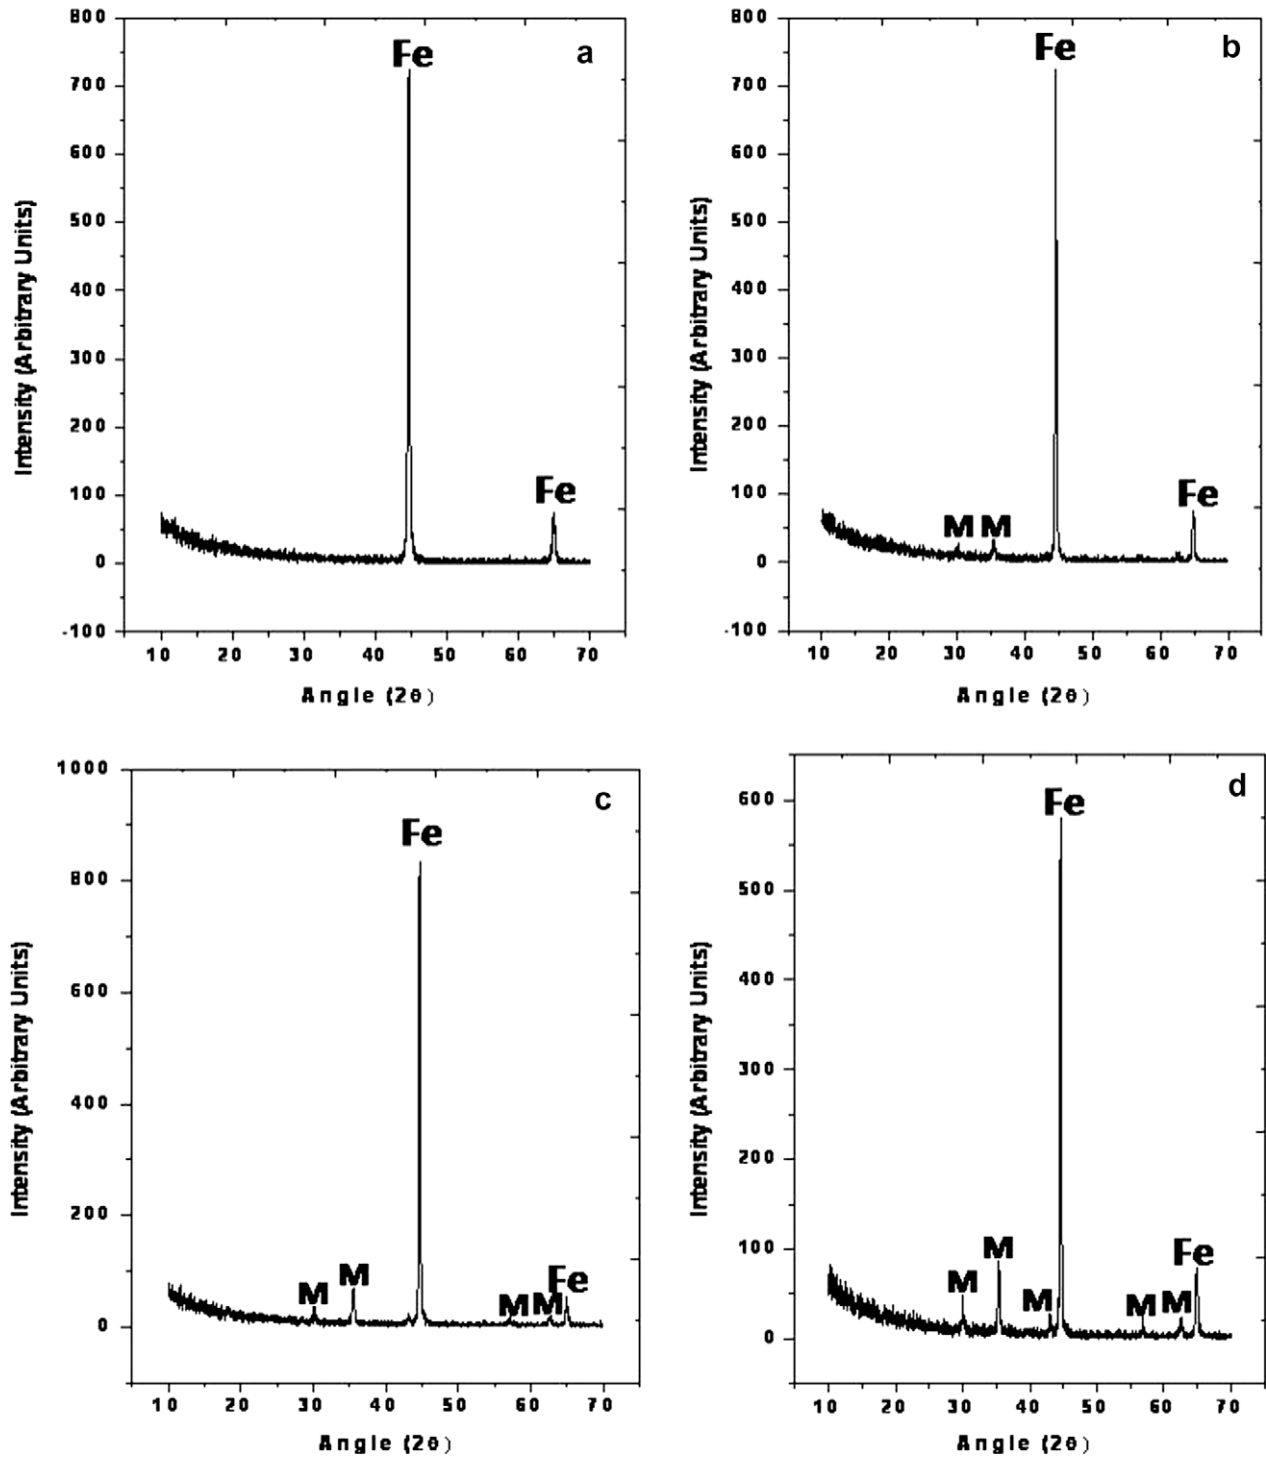 a
Fe
Fe
800
700
600
500
400
300
200
100
0
-100
10 20 30 40 50 60 70
Intensity (Arbitrary Units)
Angle (2θ)
b
Fe
M M
Fe
800
700
600
500
400
300
200
100
0
-100
10 20 30 40 50 60 70
Intensity (Arbitrary Units)
Angle (2θ)
c
Fe
M M M M Fe
1000
800
600
400
200
0
10 20 30 40 50 60 70
Intensity (Arbitrary Units)
Angle (2θ)
d
Fe
M M M M M Fe
600
500
400
300
200
100
0
10 20 30 40 50 60 70
Intensity (Arbitrary Units)
Angle (2θ)